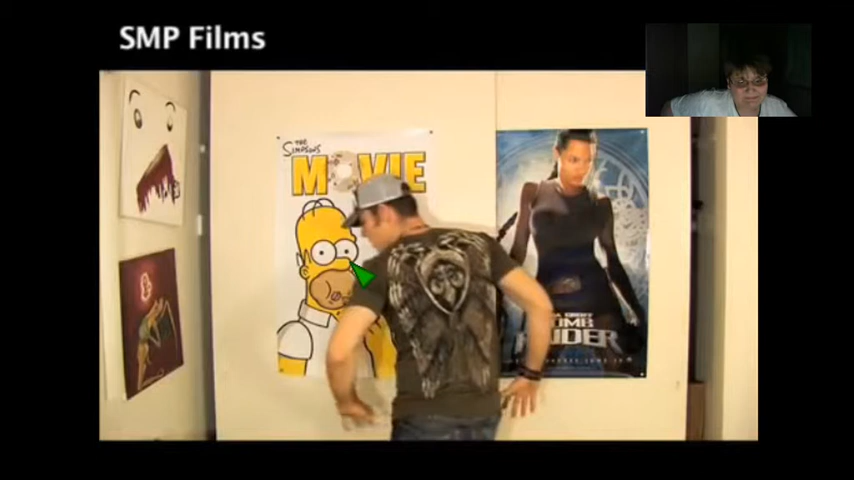 SMP Films
THE
SIMPSONS
MOVIE
TOMB
RAIDER